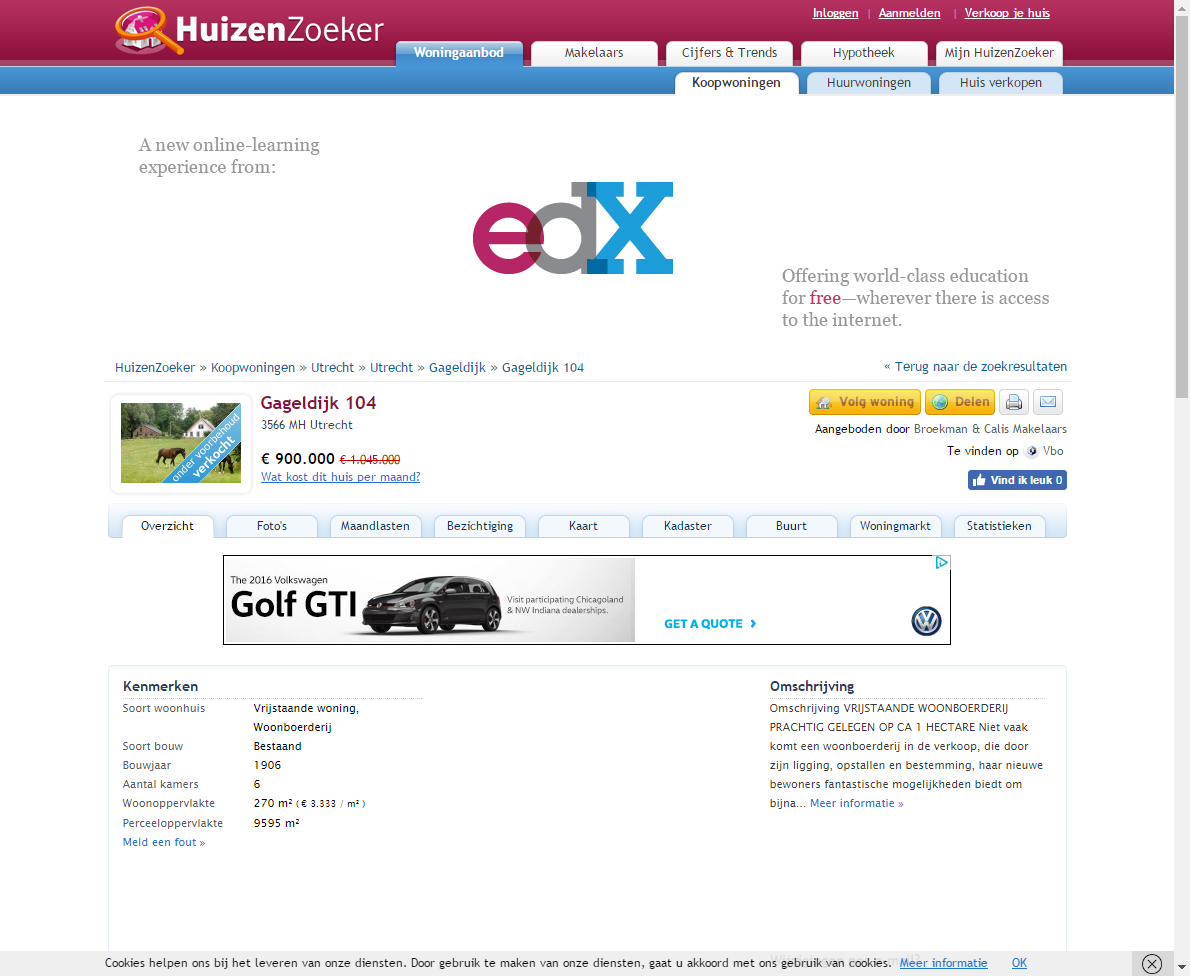 Inloggen | Aanmelden | Verkoop je huis
HuizenZoeker
Woningaanbod Makelaars Cijfers & Trends Hypotheek Mijn HuizenZoeker
Koopwoningen Huurwoningen Huis verkopen
A new online-learning
experience from:
edX
Offering world-class education
for free—wherever there is access
to the internet.
HuizenZoeker » Koopwoningen » Utrecht » Utrecht » Gageldijk » Gageldijk 104
« Terug naar de zoekresultaten
onder voorbehoud
verkocht
Gageldijk 104
3566 MH Utrecht
€ 900.000 € 1.045.000
Wat kost dit huis per maand?
Volg woning Delen
Aangeboden door Broekman & Calis Makelaars
Te vinden op Vbo
Vind ik leuk 0
Overzicht Foto's Maandlasten Bezichtiging Kaart Kadaster Buurt Woningmarkt Statistieken
The 2016 Volkswagen
Golf GTI
Visit participating Chicagoland
& NW Indiana dealerships.
GET A QUOTE ›
Kenmerken
Soort woonhuis Vrijstaande woning,
Woonboerderij
Soort bouw Bestaand
Bouwjaar 1906
Aantal kamers 6
Woonoppervlakte 270 m² ( € 3.333 / m² )
Perceeloppervlakte 9595 m²
Meld een fout »
Omschrijving
Omschrijving VRIJSTAANDE WOONBOERDERIJ
PRACHTIG GELEGEN OP CA 1 HECTARE Niet vaak
komt een woonboerderij in de verkoop, die door
zijn ligging, opstallen en bestemming, haar nieuwe
bewoners fantastische mogelijkheden biedt om
bijna... Meer informatie »
Cookies helpen ons bij het leveren van onze diensten. Door gebruik te maken van onze diensten, gaat u akkoord met ons gebruik van cookies. Meer informatie OK